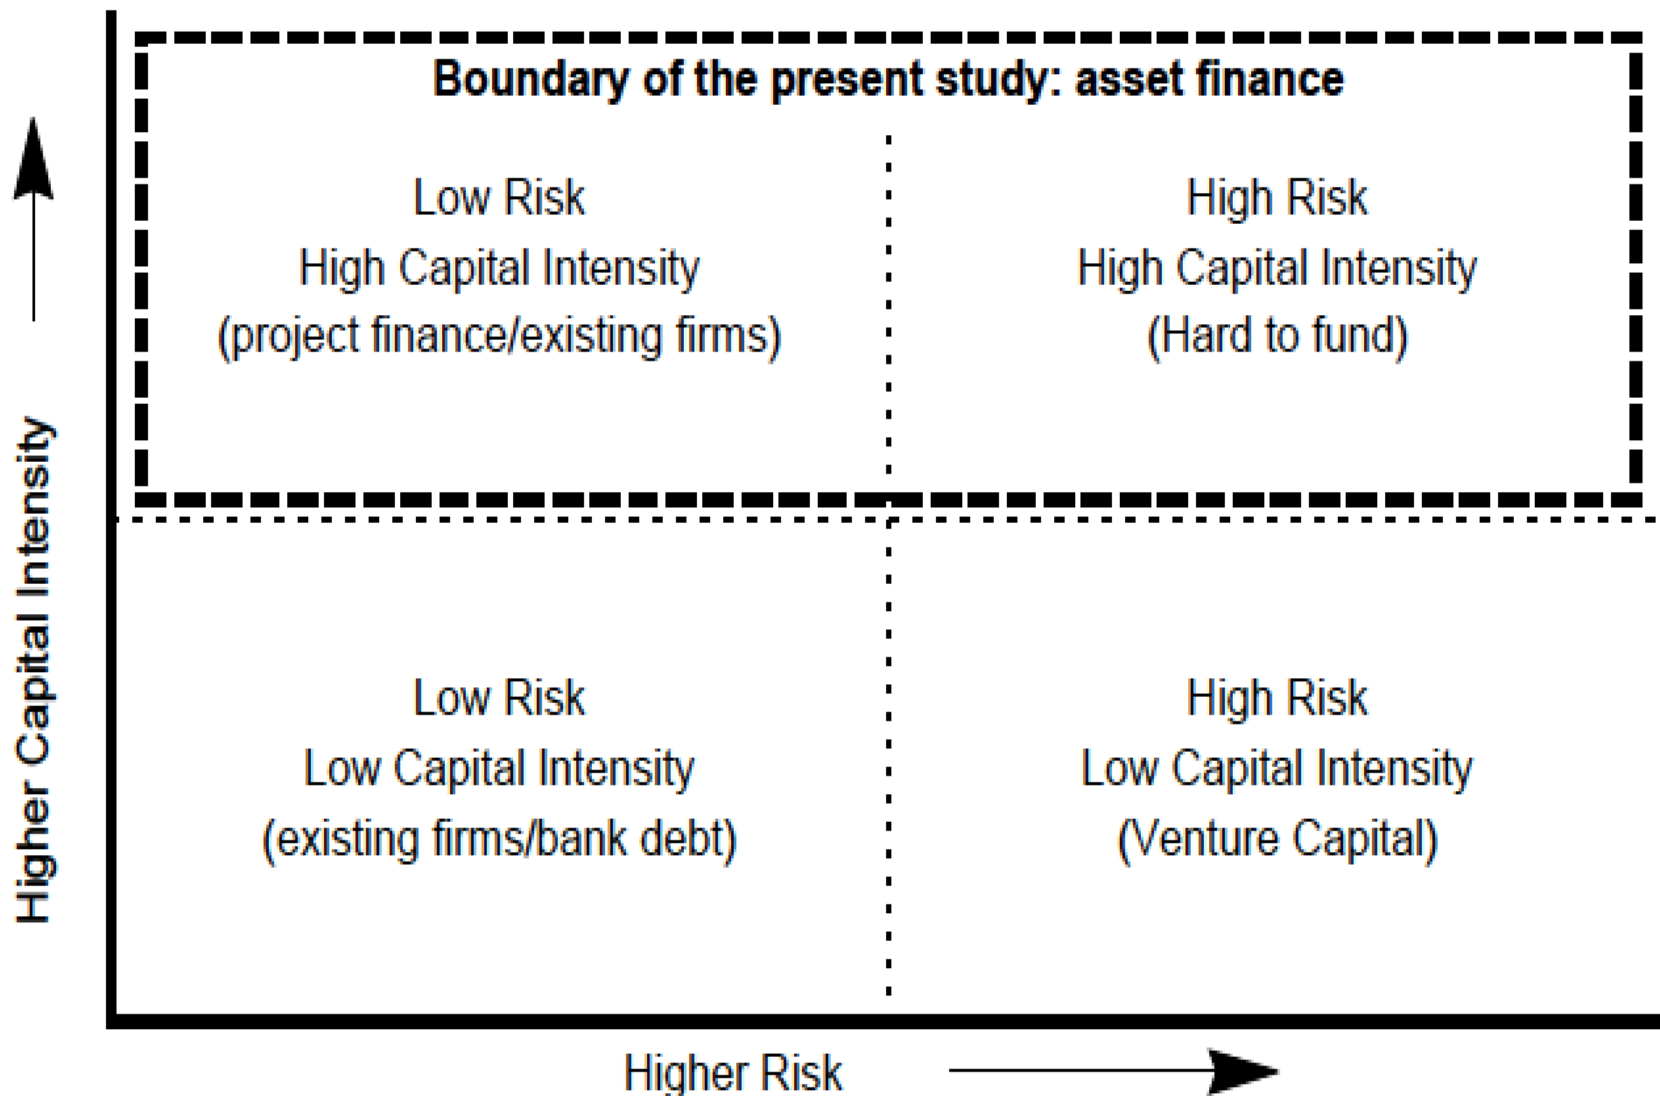 Boundary of the present study: asset finance
Low Risk
High Capital Intensity
(project finance/existing firms)
High Risk
High Capital Intensity
(Hard to fund)
Low Risk
Low Capital Intensity
(existing firms/bank debt)
High Risk
Low Capital Intensity
(Venture Capital)
Higher Capital Intensity
Higher Risk